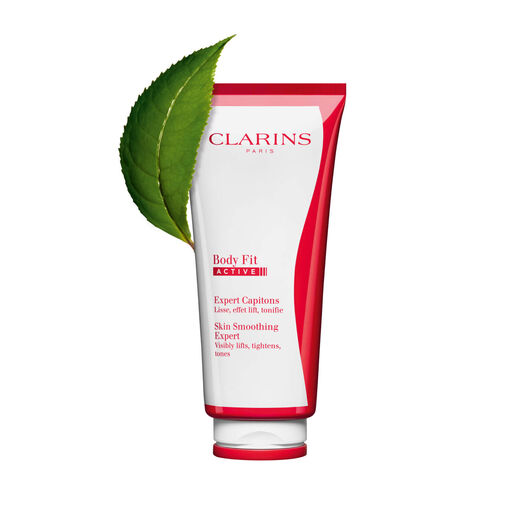 CLARINS
PARIS
Body Fit
ACTIVE
Expert Capitons
Lisse, effet lift, tonifie
Skin Smoothing
Expert
Visibly lifts, tightens,
tones